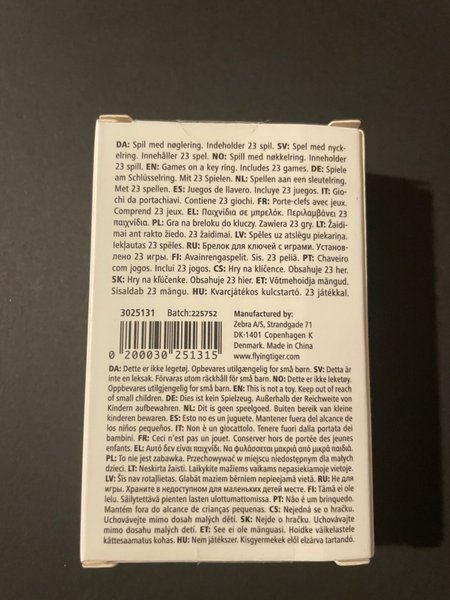 DA: Spil med nøglering. Indeholder 23 spil. SV: Spel med nyck-
elring. Innehåller 23 spel. NO: Spill med nøkkelring. Inneholder
23 spill. EN: Games on a key ring. Includes 23 games. DE: Spiele
am Schlüsselring. Mit 23 Spielen. NL: Spellen aan een sleutelring.
Met 23 spellen. ES: Juegos de llavero. Incluye 23 juegos. IT: Gio-
chi da portachiavi. Contiene 23 giochi. FR: Porte-clefs avec jeux.
Comprend 23 jeux. EL: Παιχνίδια σε μπρελόκ. Περιλαμβάνει 23
παιχνίδια. PL: Gra na breloku do kluczy. Zawiera 23 gry. LT: Žaidi-
mai ant rakto žiedo. 23 žaidimai. LV: Spēles uz atslēgu piekariņa.
Iekļautas 23 spēles. RU: Брелок для ключей с играми. Установ-
лено 23 игры. FI: Avainrengaspelit. Sis. 23 peliä. PT: Chaveiro
com jogos. Inclui 23 jogos. CS: Hry na klíčence. Obsahuje 23 her.
SK: Hry na kľúčenke. Obsahuje 23 hier. ET: Võtmehoidja mängud.
Sisaldab 23 mängu. HU: Kvarcjátékos kulcstartó. 23 játékkal.
3025131 Batch:225752
0 200030 251315
Manufactured by:
Zebra A/S, Strandgade 71
DK-1401 Copenhagen K
Denmark. Made in China
www.flyingtiger.com
DA: Dette er ikke legetøj. Opbevares utilgængelig for små børn. SV: Detta är
inte en leksak. Förvaras utom räckhåll för små barn. NO: Dette er ikke leketøy.
Oppbevares utilgjengelig for små barn. EN: This is not a toy. Keep out of reach
of small children. DE: Dies ist kein Spielzeug. Außerhalb der Reichweite von
Kindern aufbewahren. NL: Dit is geen speelgoed. Buiten bereik van kleine
kinderen bewaren. ES: Esto no es un juguete. Mantener fuera del alcance de
los niños pequeños. IT: Non è un giocattolo. Tenere fuori dalla portata dei
bambini. FR: Ceci n'est pas un jouet. Conserver hors de portée des jeunes
enfants. EL: Αυτό δεν είναι παιχνίδι. Να φυλάσσεται μακριά από μικρά παιδιά.
PL: To nie jest zabawka. Przechowywać w miejscu niedostępnym dla małych
dzieci. LT: Neskirta žaisti. Laikykite mažiems vaikams nepasiekiamoje vietoje.
LV: Šis nav rotaļlietas. Glabāt maziem bērniem nepieejamā vietā. RU: Не для
игры. Храните в недоступном для маленьких детей месте. FI: Tämä ei ole
lelu. Säilytettävä pienten lasten ulottumattomissa. PT: Não é um brinquedo.
Mantém fora do alcance de crianças pequenas. CS: Nejedná se o hračku.
Uchovávejte mimo dosah malých dětí. SK: Nejde o hračku. Uchovávajte
mimo dosahu malých detí. ET: See ei ole mänguasi. Hoidke väikelastele
kättesaamatus kohas. HU: Nem játékszer. Kisgyermekek elől elzárva tartandó.